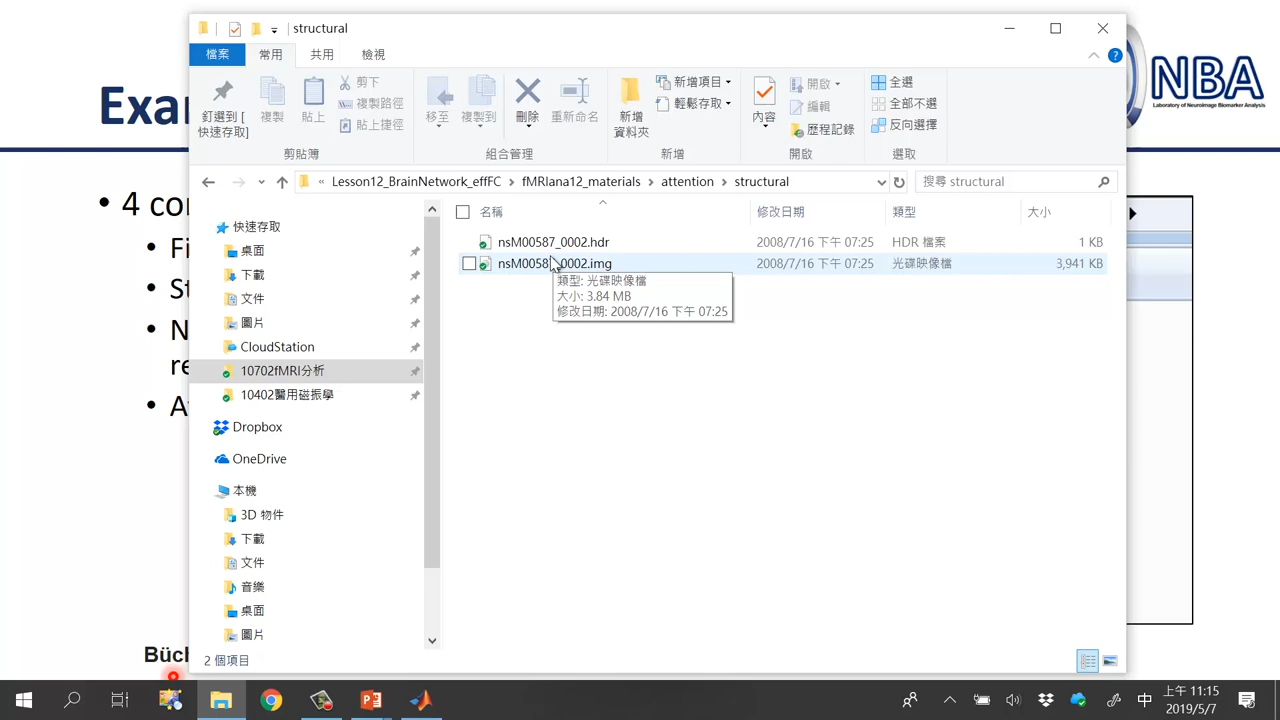 structural
檔案 常用 共用 檢視
釘選到 [
快速存取]
複製
貼上
剪下
複製路徑
貼上捷徑
剪貼簿
移至
複製到
刪除
重新命名
組合管理
新增
資料夾
新增項目
輕鬆存取
新增
內容
開啟
編輯
歷程記錄
開啟
全選
全部不選
反向選擇
選取
« Lesson12_BrainNetwork_effFC › fMRIana12_materials › attention › structural
搜尋 structural
名稱 修改日期 類型 大小
nsM00587_0002.hdr 2008/7/16 下午 07:25 HDR 檔案 1 KB
nsM00587_0002.img 2008/7/16 下午 07:25 光碟映像檔 3,941 KB
類型: 光碟映像檔
大小: 3.84 MB
修改日期: 2008/7/16 下午 07:25
快速存取
桌面
下載
文件
圖片
CloudStation
10702fMRI分析
10402醫用磁振學
Dropbox
OneDrive
本機
3D 物件
下載
文件
音樂
桌面
圖片
2 個項目
Exa
NBA
Laboratory of Neuroimage Biomarker Analysis
• 4 co
• Fi
• St
• N
re
• A
Büch
中
上午 11:15
2019/5/7